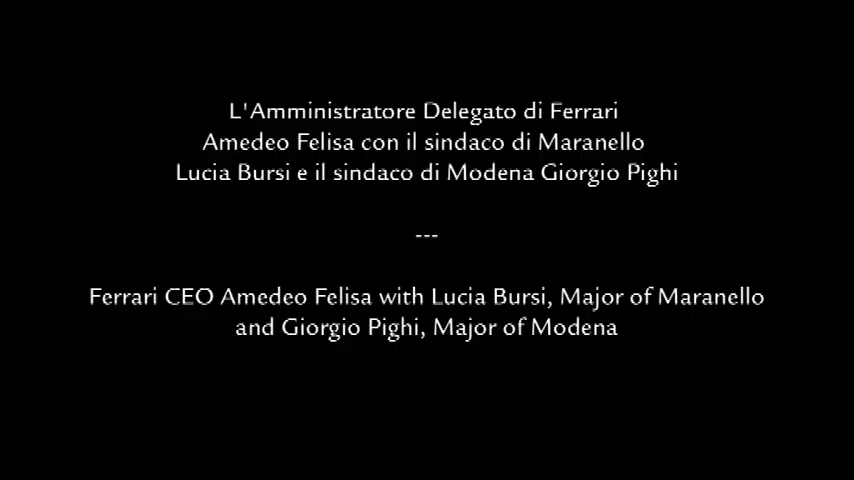 L'Amministratore Delegato di Ferrari
Amedeo Felisa con il sindaco di Maranello
Lucia Bursi e il sindaco di Modena Giorgio Pighi
---
Ferrari CEO Amedeo Felisa with Lucia Bursi, Major of Maranello
and Giorgio Pighi, Major of Modena